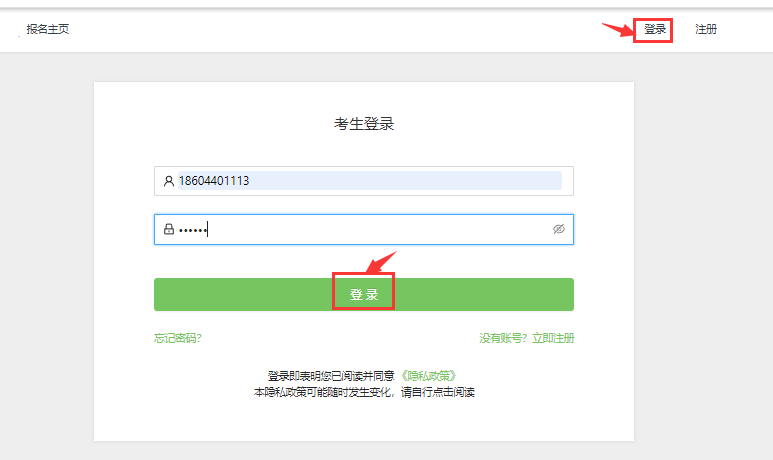 报名主页 登录 注册
考生登录
18604401113
••••••
登 录
忘记密码? 没有账号? 立即注册
登录即表明您已阅读并同意《隐私政策》
本隐私政策可能随时发生变化，请自行点击阅读